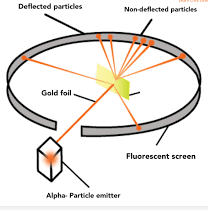 Deflected particles
Non-deflected particles
Gold foil
Fluorescent screen
Alpha- Particle emitter